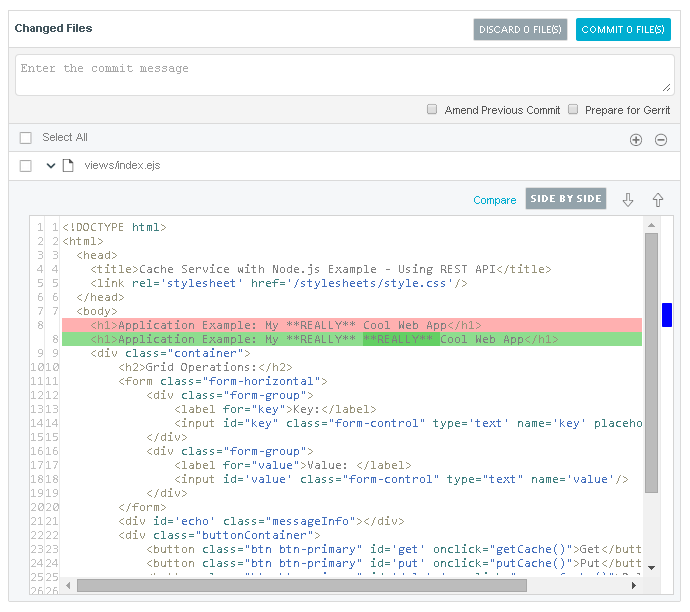 Changed Files
DISCARD 0 FILE(S)
COMMIT 0 FILE(S)
Enter the commit message
Amend Previous Commit
Prepare for Gerrit
Select All
views/index.ejs
Compare
SIDE BY SIDE
1 1 <!DOCTYPE html>
2 2 <html>
3 3 <head>
4 4 <title>Cache Service with Node.js Example - Using REST API</title>
5 5 <link rel='stylesheet' href='/stylesheets/style.css'/>
6 6 </head>
7 7 <body>
8 <h1>Application Example: My **REALLY** Cool Web App</h1>
8 <h1>Application Example: My **REALLY** **REALLY** Cool Web App</h1>
9 9 <div class="container">
10 10 <h2>Grid Operations:</h2>
11 11 <form class="form-horizontal">
12 12 <div class="form-group">
13 13 <label for="key">Key:</label>
14 14 <input id="key" class="form-control" type='text' name='key' placeho
15 15 </div>
16 16 <div class="form-group">
17 17 <label for="value">Value: </label>
18 18 <input id='value' class="form-control" type="text" name='value'/>
19 19 </div>
20 20 </form>
21 21 <div id='echo' class="messageInfo"></div>
22 22 <div class="buttonContainer">
23 23 <button class="btn btn-primary" id='get' onclick="getCache()">Get</butt
24 24 <button class="btn btn-primary" id='put' onclick="putCache()">Put</butt
25 25
26 26